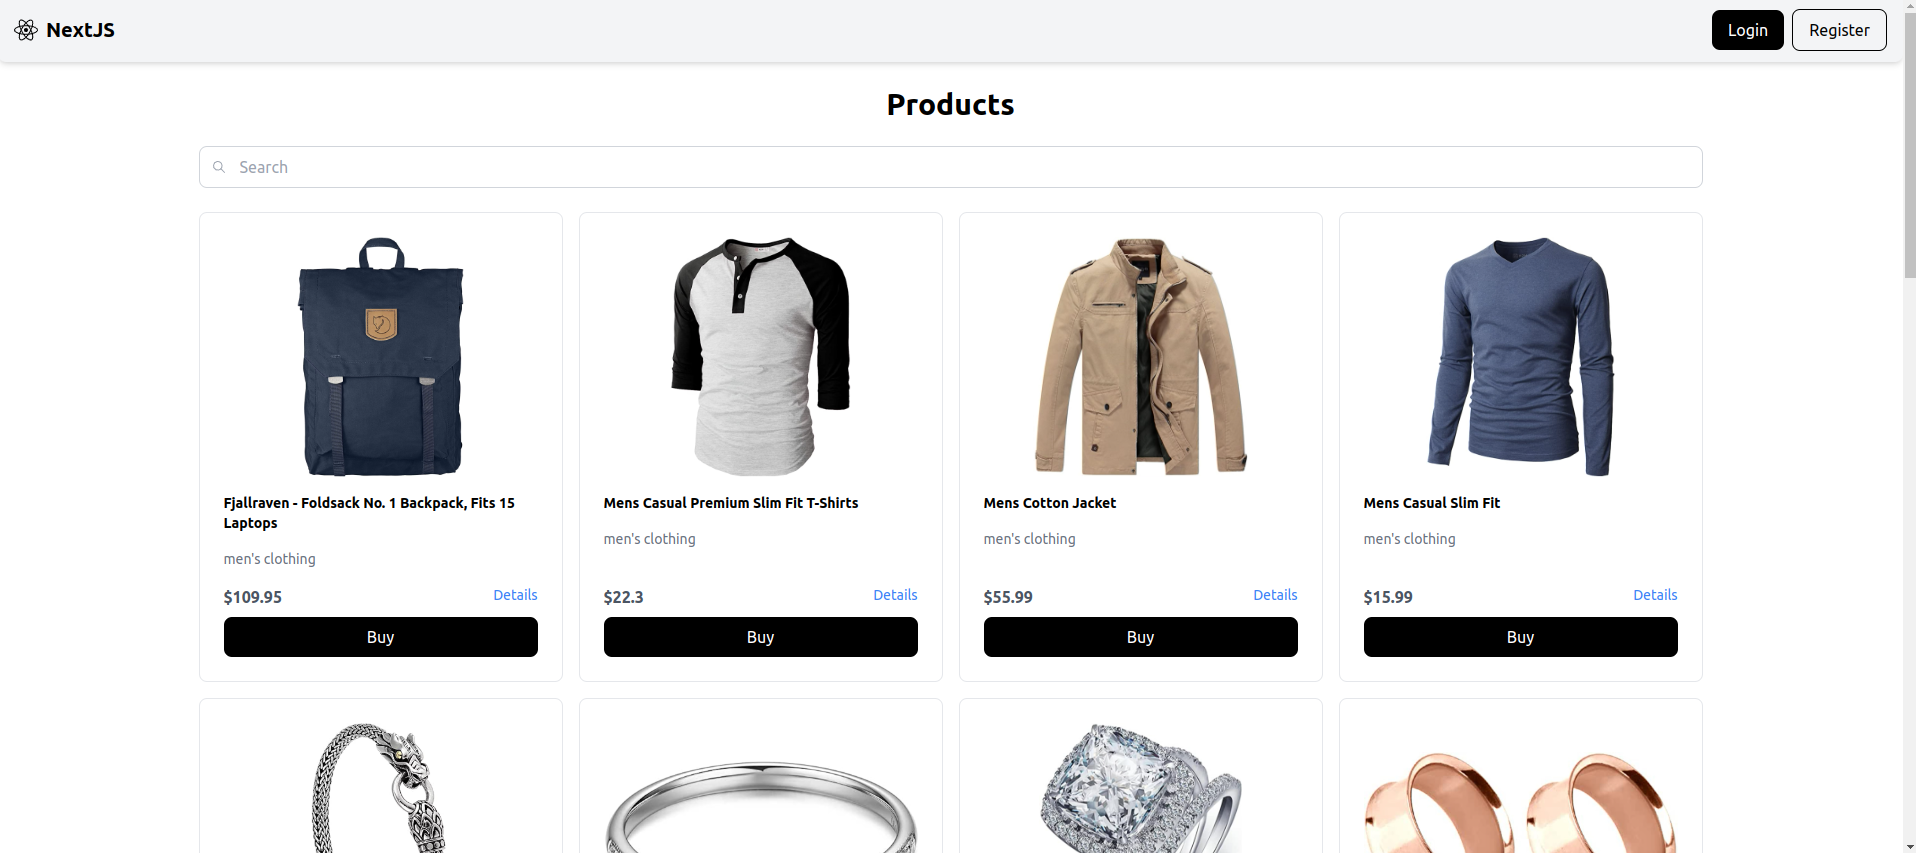 NextJS
Login
Register
Products
Search
Fjallraven - Foldsack No. 1 Backpack, Fits 15
Laptops
men's clothing
$109.95
Details
Buy
Mens Casual Premium Slim Fit T-Shirts
men's clothing
$22.3
Details
Buy
Mens Cotton Jacket
men's clothing
$55.99
Details
Buy
Mens Casual Slim Fit
men's clothing
$15.99
Details
Buy